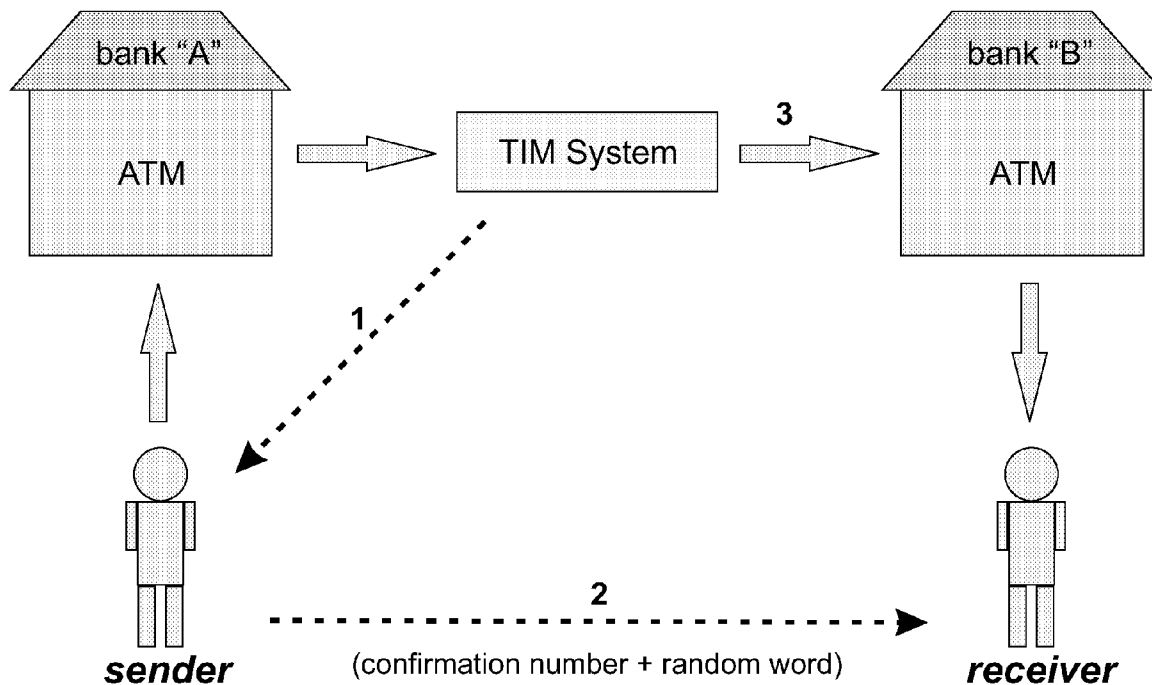 bank “A”
bank “B”
3
ATM
TIM System
ATM
1
2
sender
(confirmation number + random word)
receiver